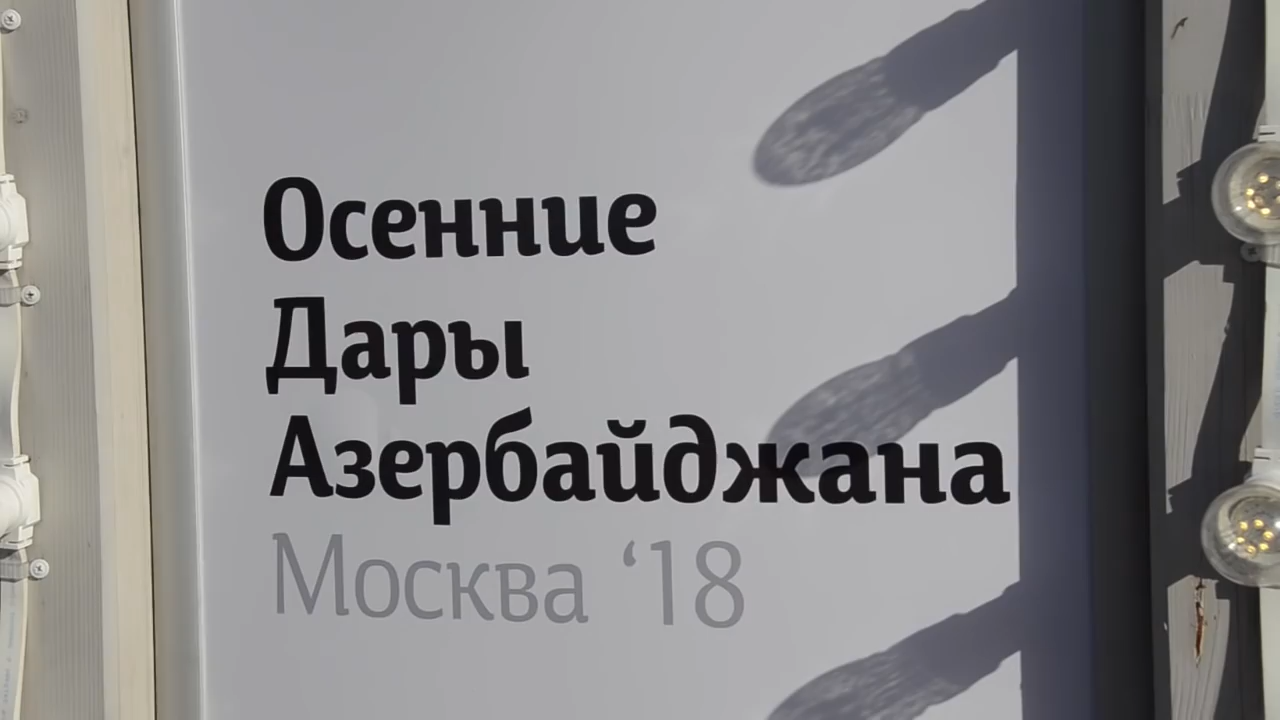 Осенние
Дары
Азербайджана
Москва ‘18